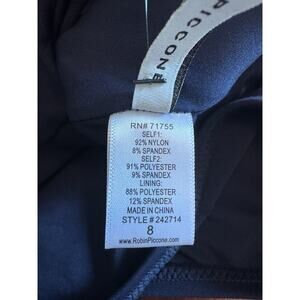 PICCONE
RN# 71755
SELF1:
92% NYLON
8% SPANDEX
SELF2:
91% POLYESTER
9% SPANDEX
LINING:
88% POLYESTER
12% SPANDEX
MADE IN CHINA
STYLE # 242714
8
www.RobinPiccone.com